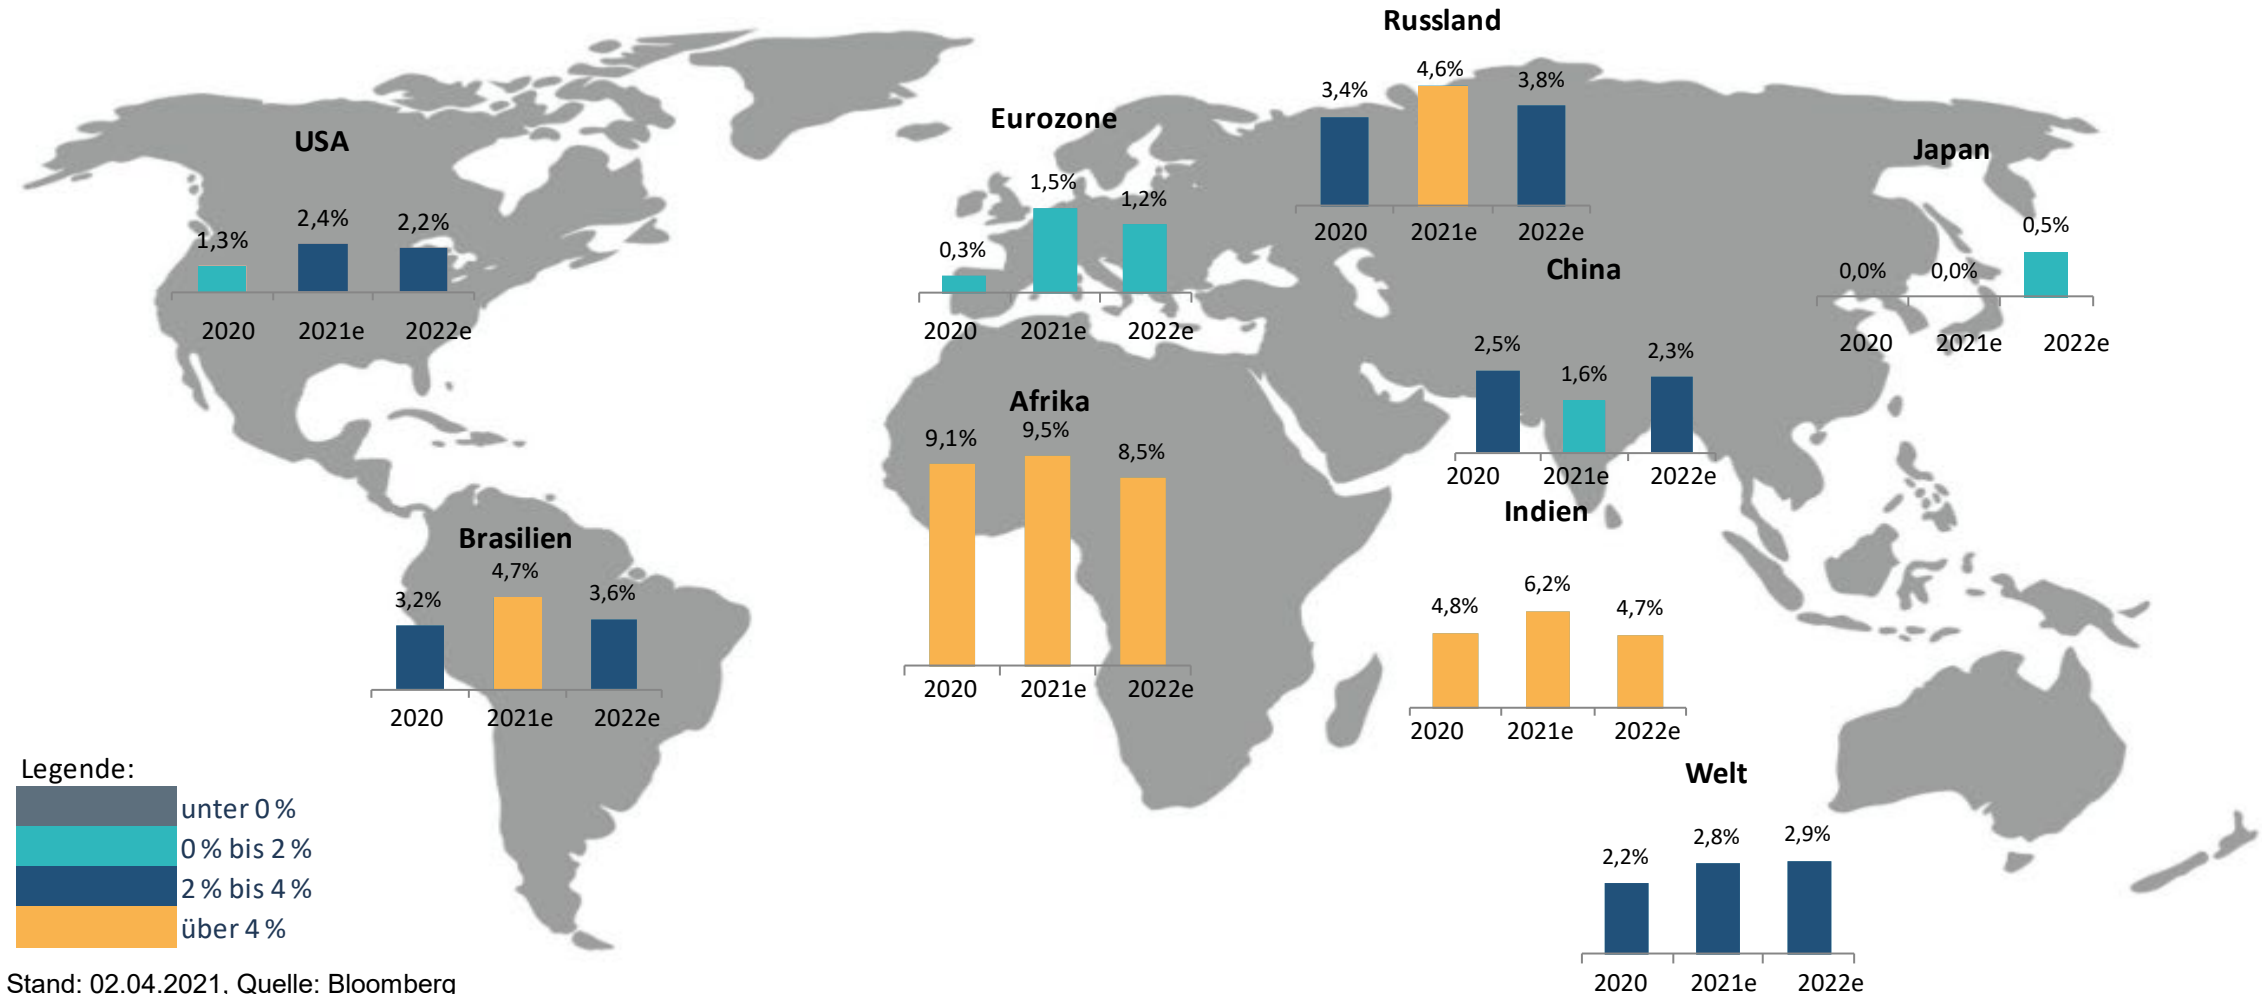 Russland
3,4%
4,6%
3,8%
2020
2021e
2022e
USA
1,3%
2,4%
2,2%
2020
2021e
2022e
Eurozone
0,3%
1,5%
1,2%
2020
2021e
2022e
Japan
0,0%
0,0%
0,5%
2020
2021e
2022e
China
2,5%
1,6%
2,3%
2020
2021e
2022e
Afrika
9,1%
9,5%
8,5%
2020
2021e
2022e
Indien
4,8%
6,2%
4,7%
2020
2021e
2022e
Brasilien
3,2%
4,7%
3,6%
2020
2021e
2022e
Welt
2,2%
2,8%
2,9%
2020
2021e
2022e
Legende:
unter 0 %
0 % bis 2 %
2 % bis 4 %
über 4 %
Stand: 02.04.2021, Quelle: Bloomberg